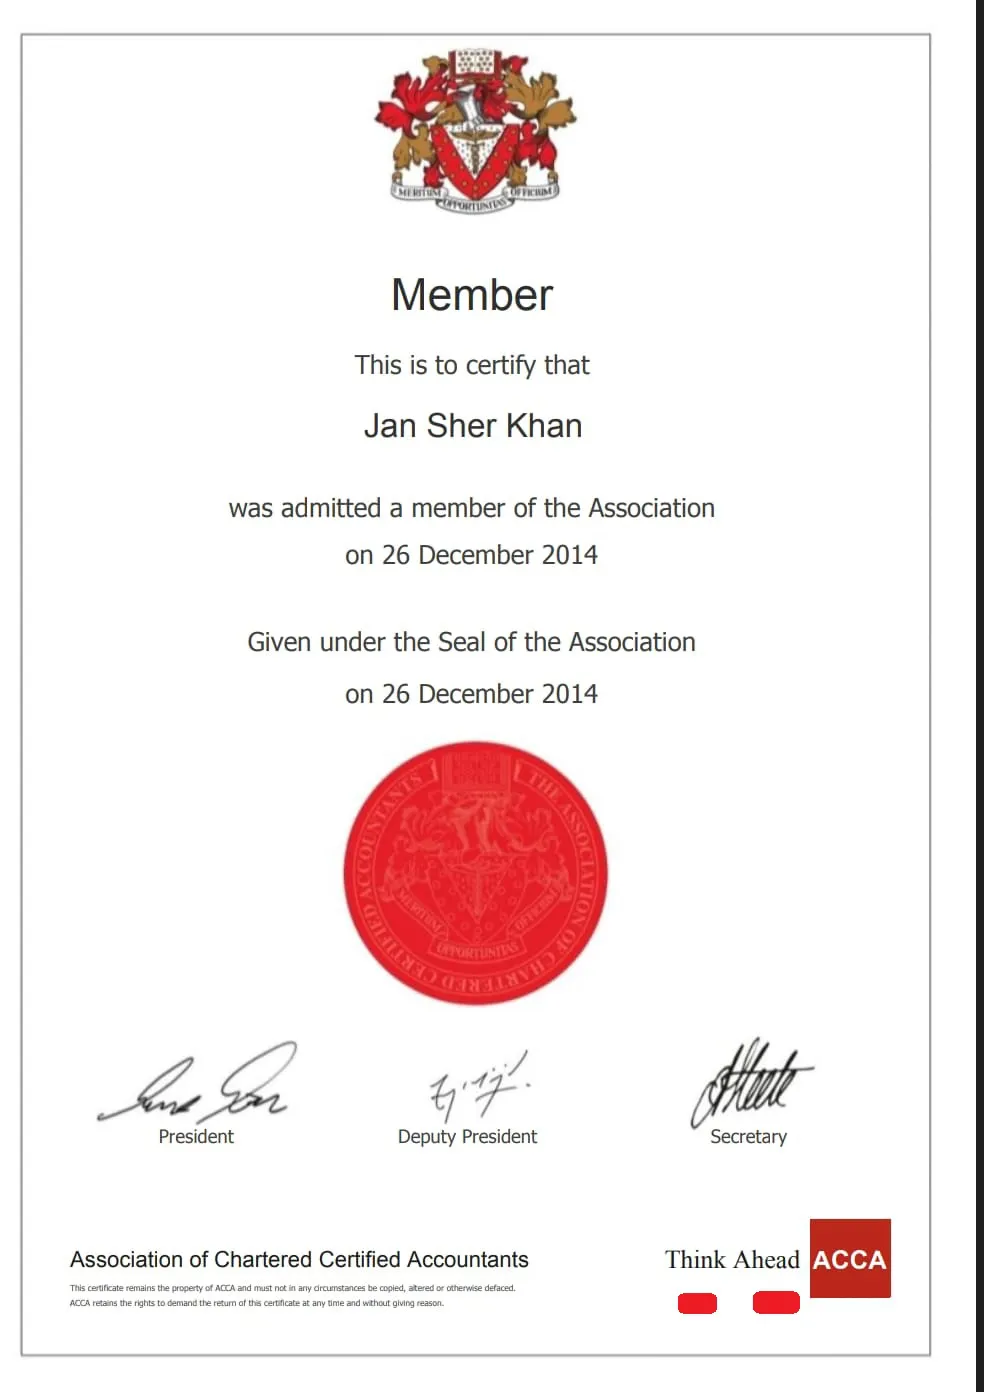 MERITUM OPPORTUNITAS OFFICIUM
Member
This is to certify that
Jan Sher Khan
was admitted a member of the Association
on 26 December 2014
Given under the Seal of the Association
on 26 December 2014
THE ASSOCIATION OF CHARTERED CERTIFIED ACCOUNTANTS
MERITUM OPPORTUNITAS OFFICIUM
President
Deputy President
Secretary
Association of Chartered Certified Accountants
Think Ahead ACCA
This certificate remains the property of ACCA and must not in any circumstances be copied, altered or otherwise defaced.
ACCA retains the rights to demand the return of this certificate at any time and without giving reason.